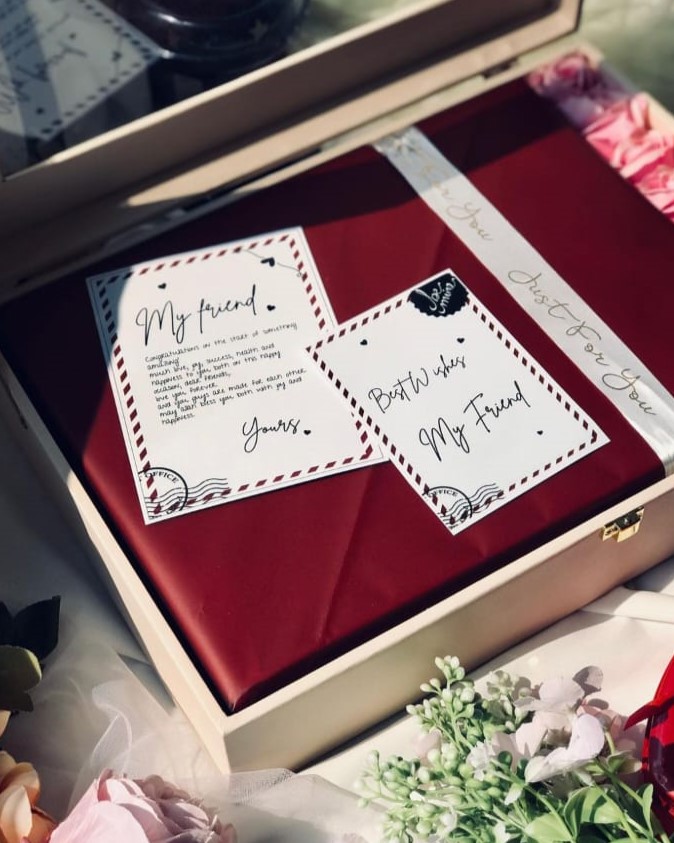 My friend
Congratulations on the start of something
amazing
much love, joy, success, health and
happiness to you both on this happy
occasion, dear friends,
love you forever
and you guys are made for each other
may allah bless you both with joy and
happiness
Yours
OFFICE
Best Wishes
My Friend
OFFICE
For You
Just For You